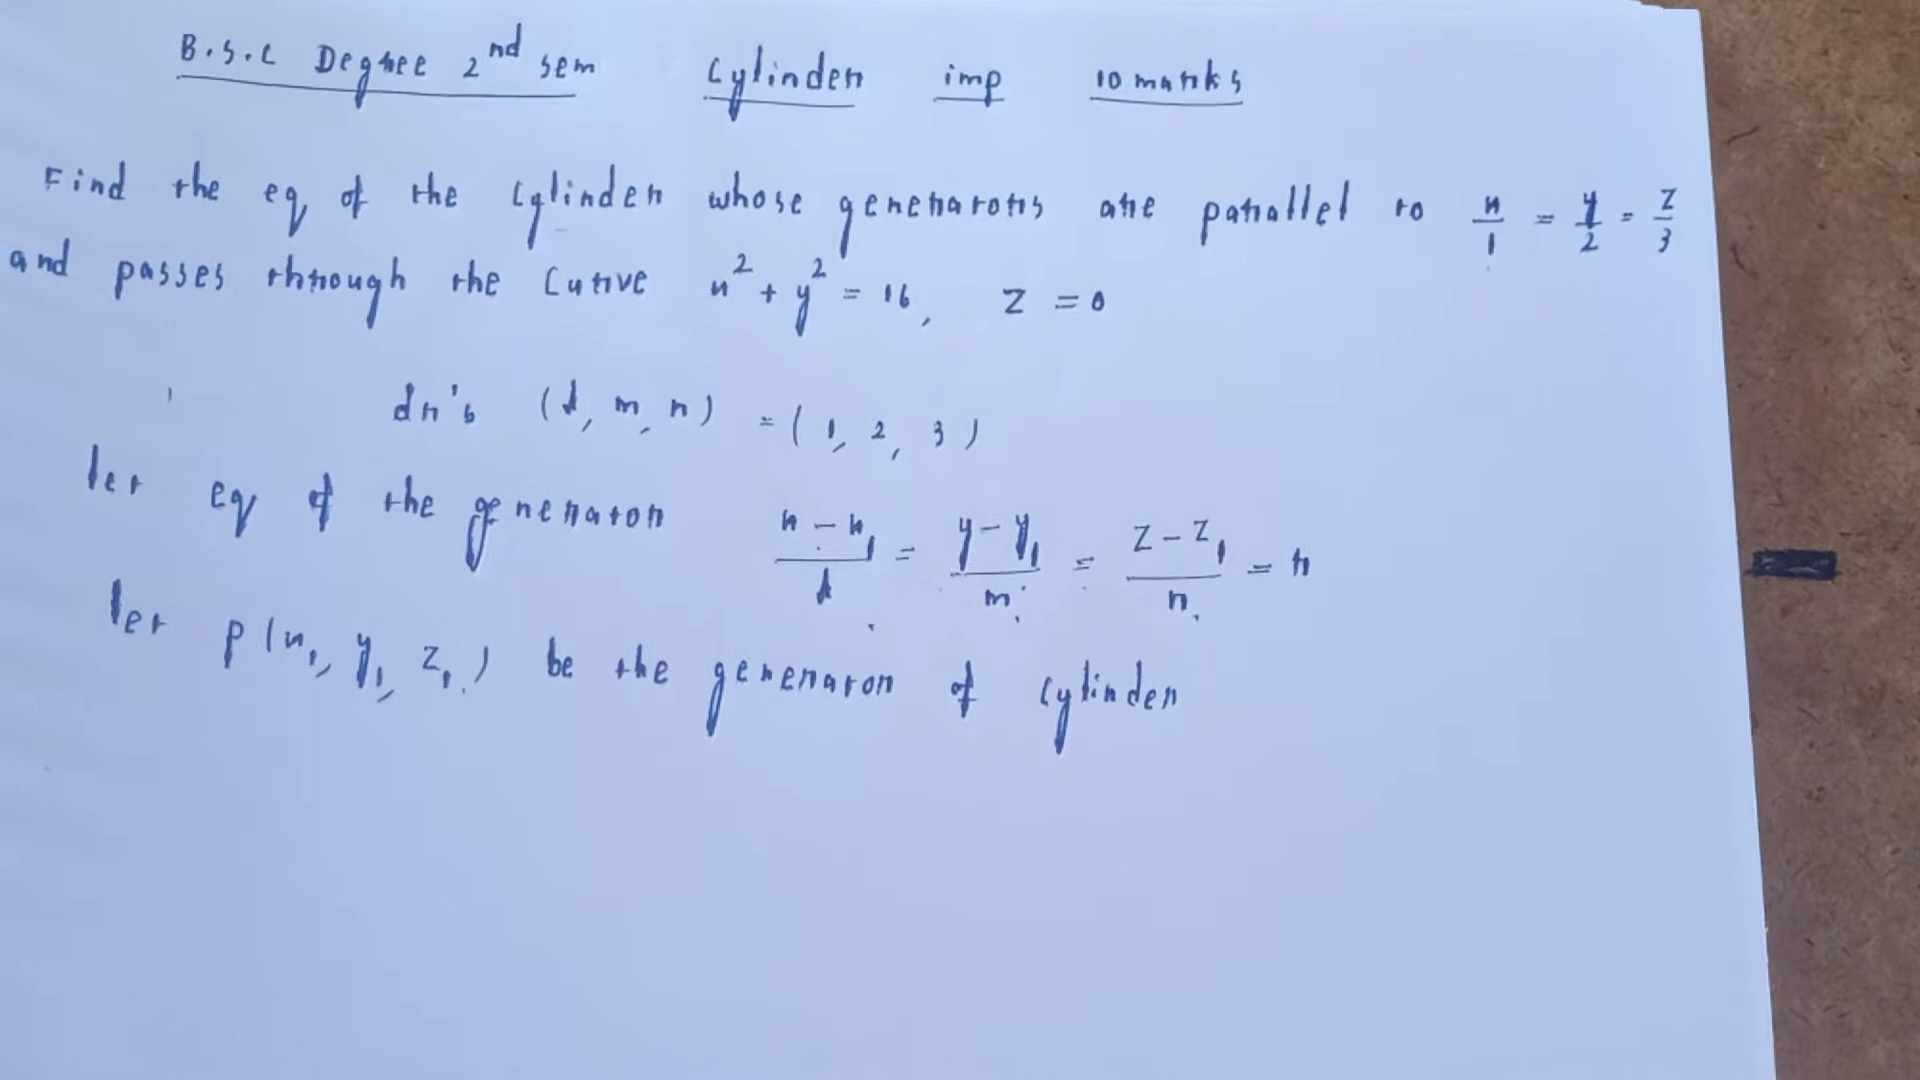 B.S.C Degree 2nd sem Cylinder imp 10 marks
Find the eq of the Cylinder whose generators are parallel to x/1 = y/2 = z/3
and passes through the Curve x² + y² = 16, z = 0
dr's (l, m, n) = (1, 2, 3)
let eq of the generator (x - x₁)/l = (y - y₁)/m = (z - z₁)/n = r
let P(x₁, y₁, z₁) be the generator of cylinder